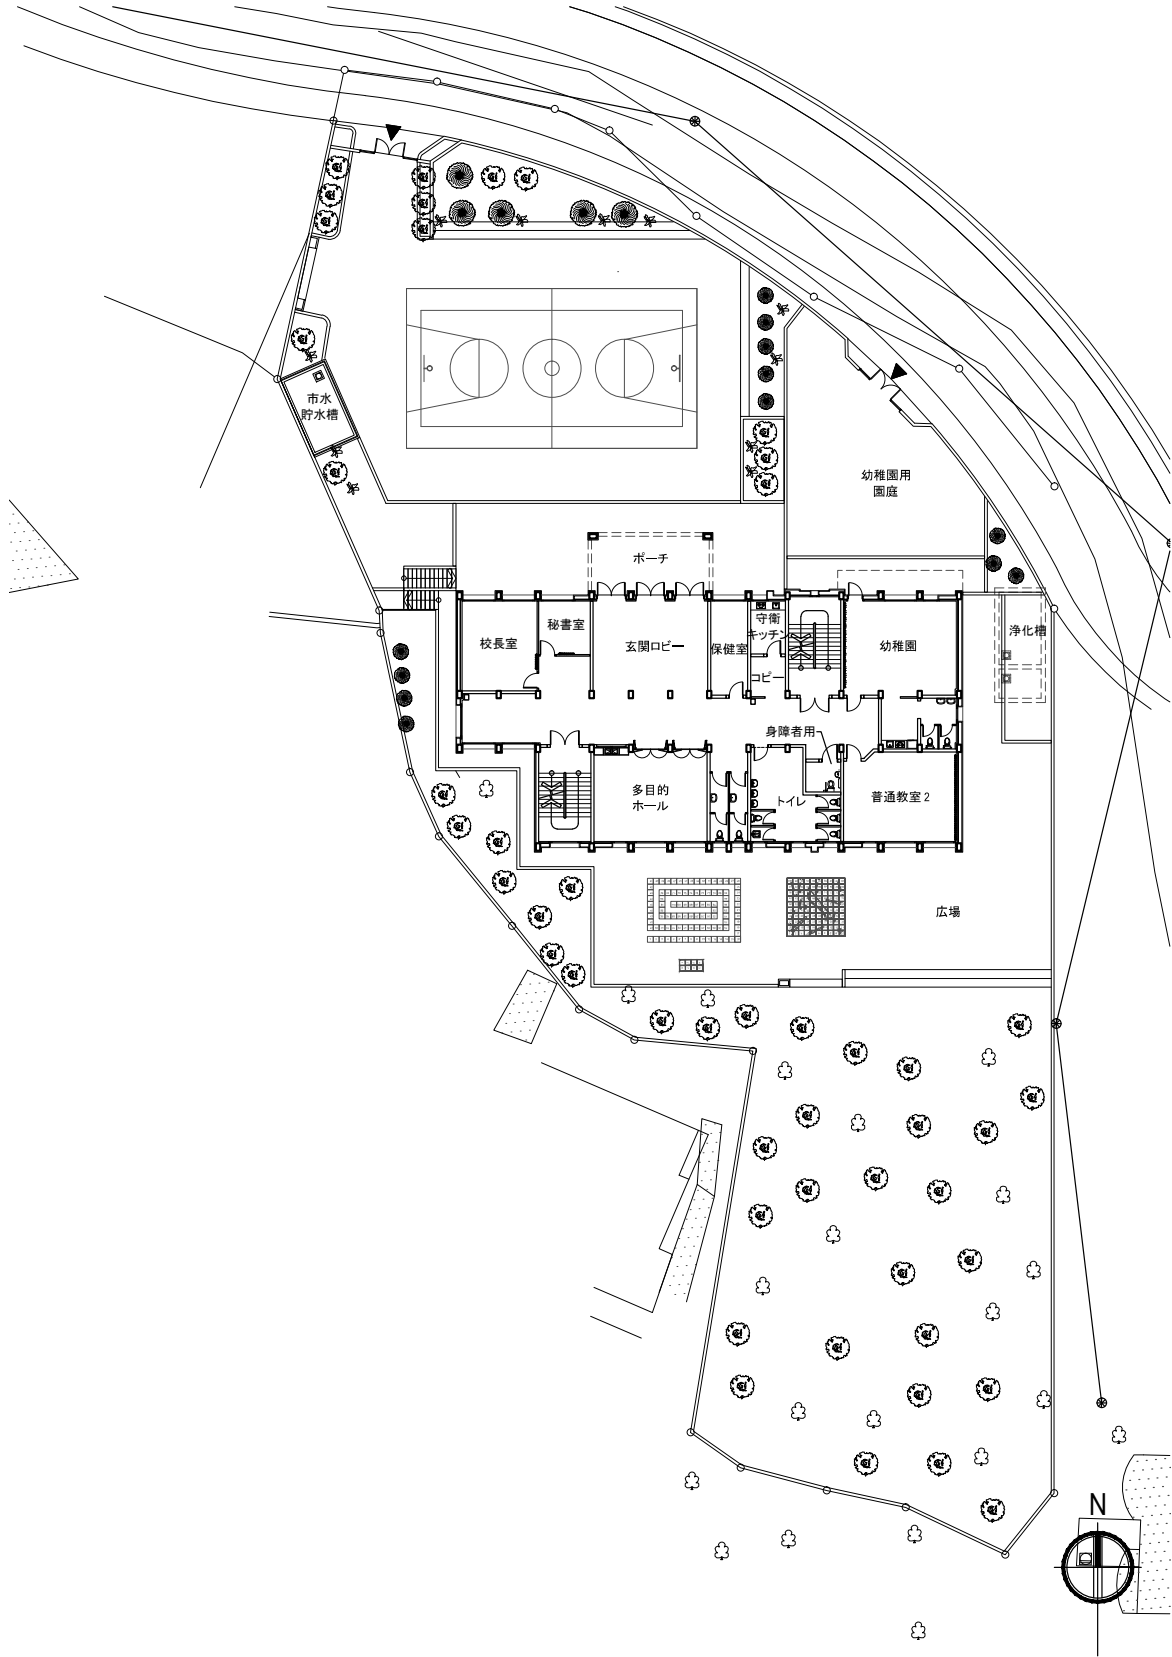 市水
貯水槽
幼稚園用
園庭
ポーチ
校長室
秘書室
玄関ロビー
保健室
守衛
キッチン
コピー
幼稚園
浄化槽
身障者用
多目的
ホール
トイレ
普通教室2
広場
N